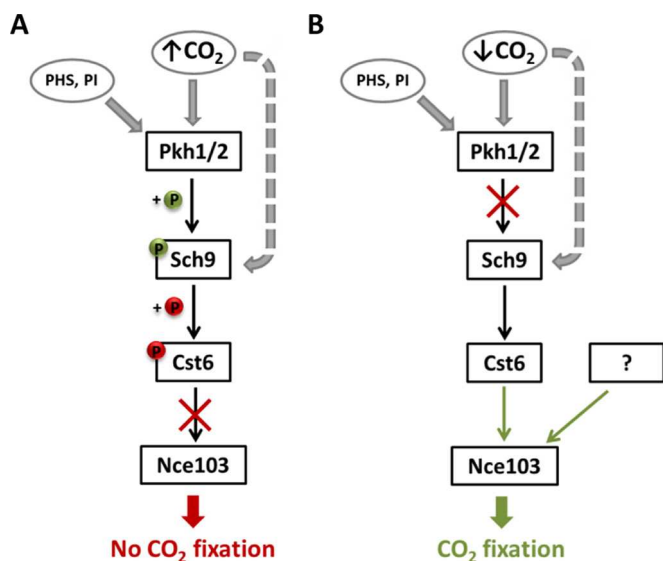 A
↑CO₂
PHS, PI
Pkh1/2
+ P
P
Sch9
+ P
P
Cst6
Nce103
No CO₂ fixation
B
↓CO₂
PHS, PI
Pkh1/2
Sch9
Cst6
?
Nce103
CO₂ fixation